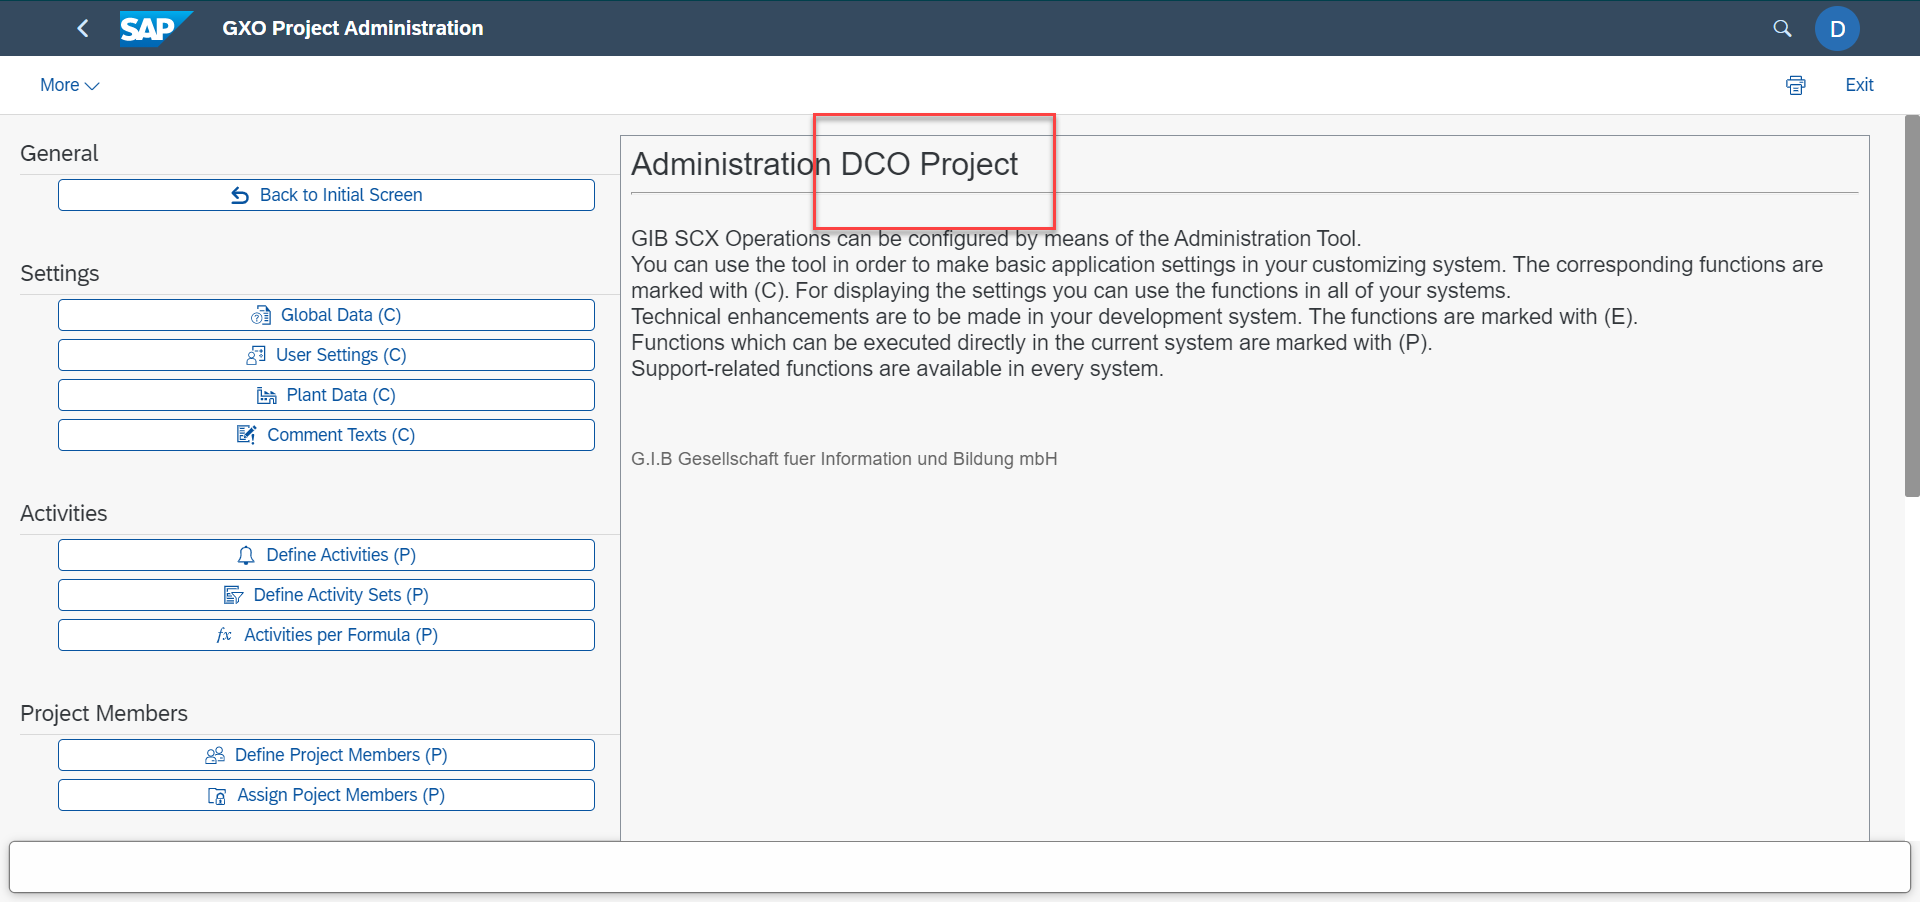 SAP GXO Project Administration D
More Exit
General
Back to Initial Screen
Settings
Global Data (C)
User Settings (C)
Plant Data (C)
Comment Texts (C)
Activities
Define Activities (P)
Define Activity Sets (P)
fx Activities per Formula (P)
Project Members
Define Project Members (P)
Assign Poject Members (P)
Administration DCO Project
GIB SCX Operations can be configured by means of the Administration Tool.
You can use the tool in order to make basic application settings in your customizing system. The corresponding functions are
marked with (C). For displaying the settings you can use the functions in all of your systems.
Technical enhancements are to be made in your development system. The functions are marked with (E).
Functions which can be executed directly in the current system are marked with (P).
Support-related functions are available in every system.
G.I.B Gesellschaft fuer Information und Bildung mbH